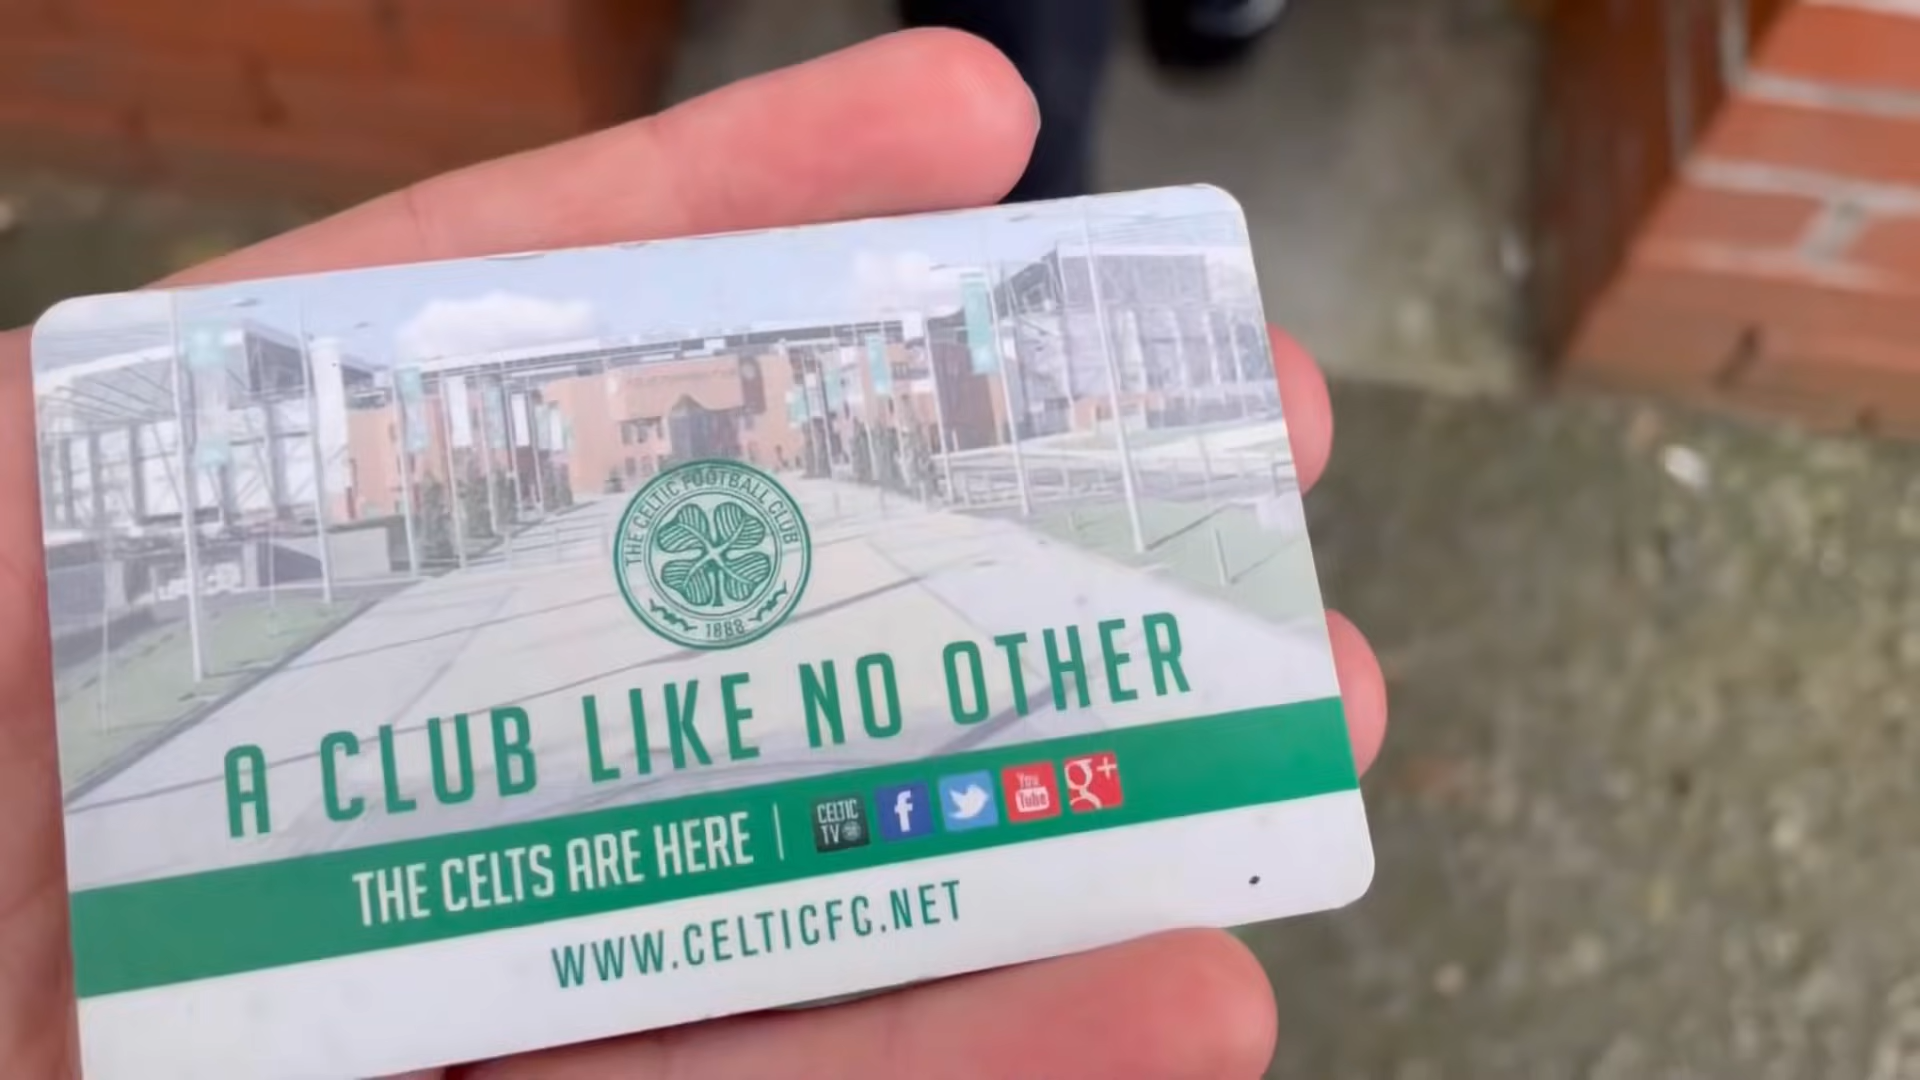 THE CELTIC FOOTBALL CLUB
1888
A CLUB LIKE NO OTHER
THE CELTS ARE HERE | CELTIC TV f You Tube g+
WWW.CELTICFC.NET